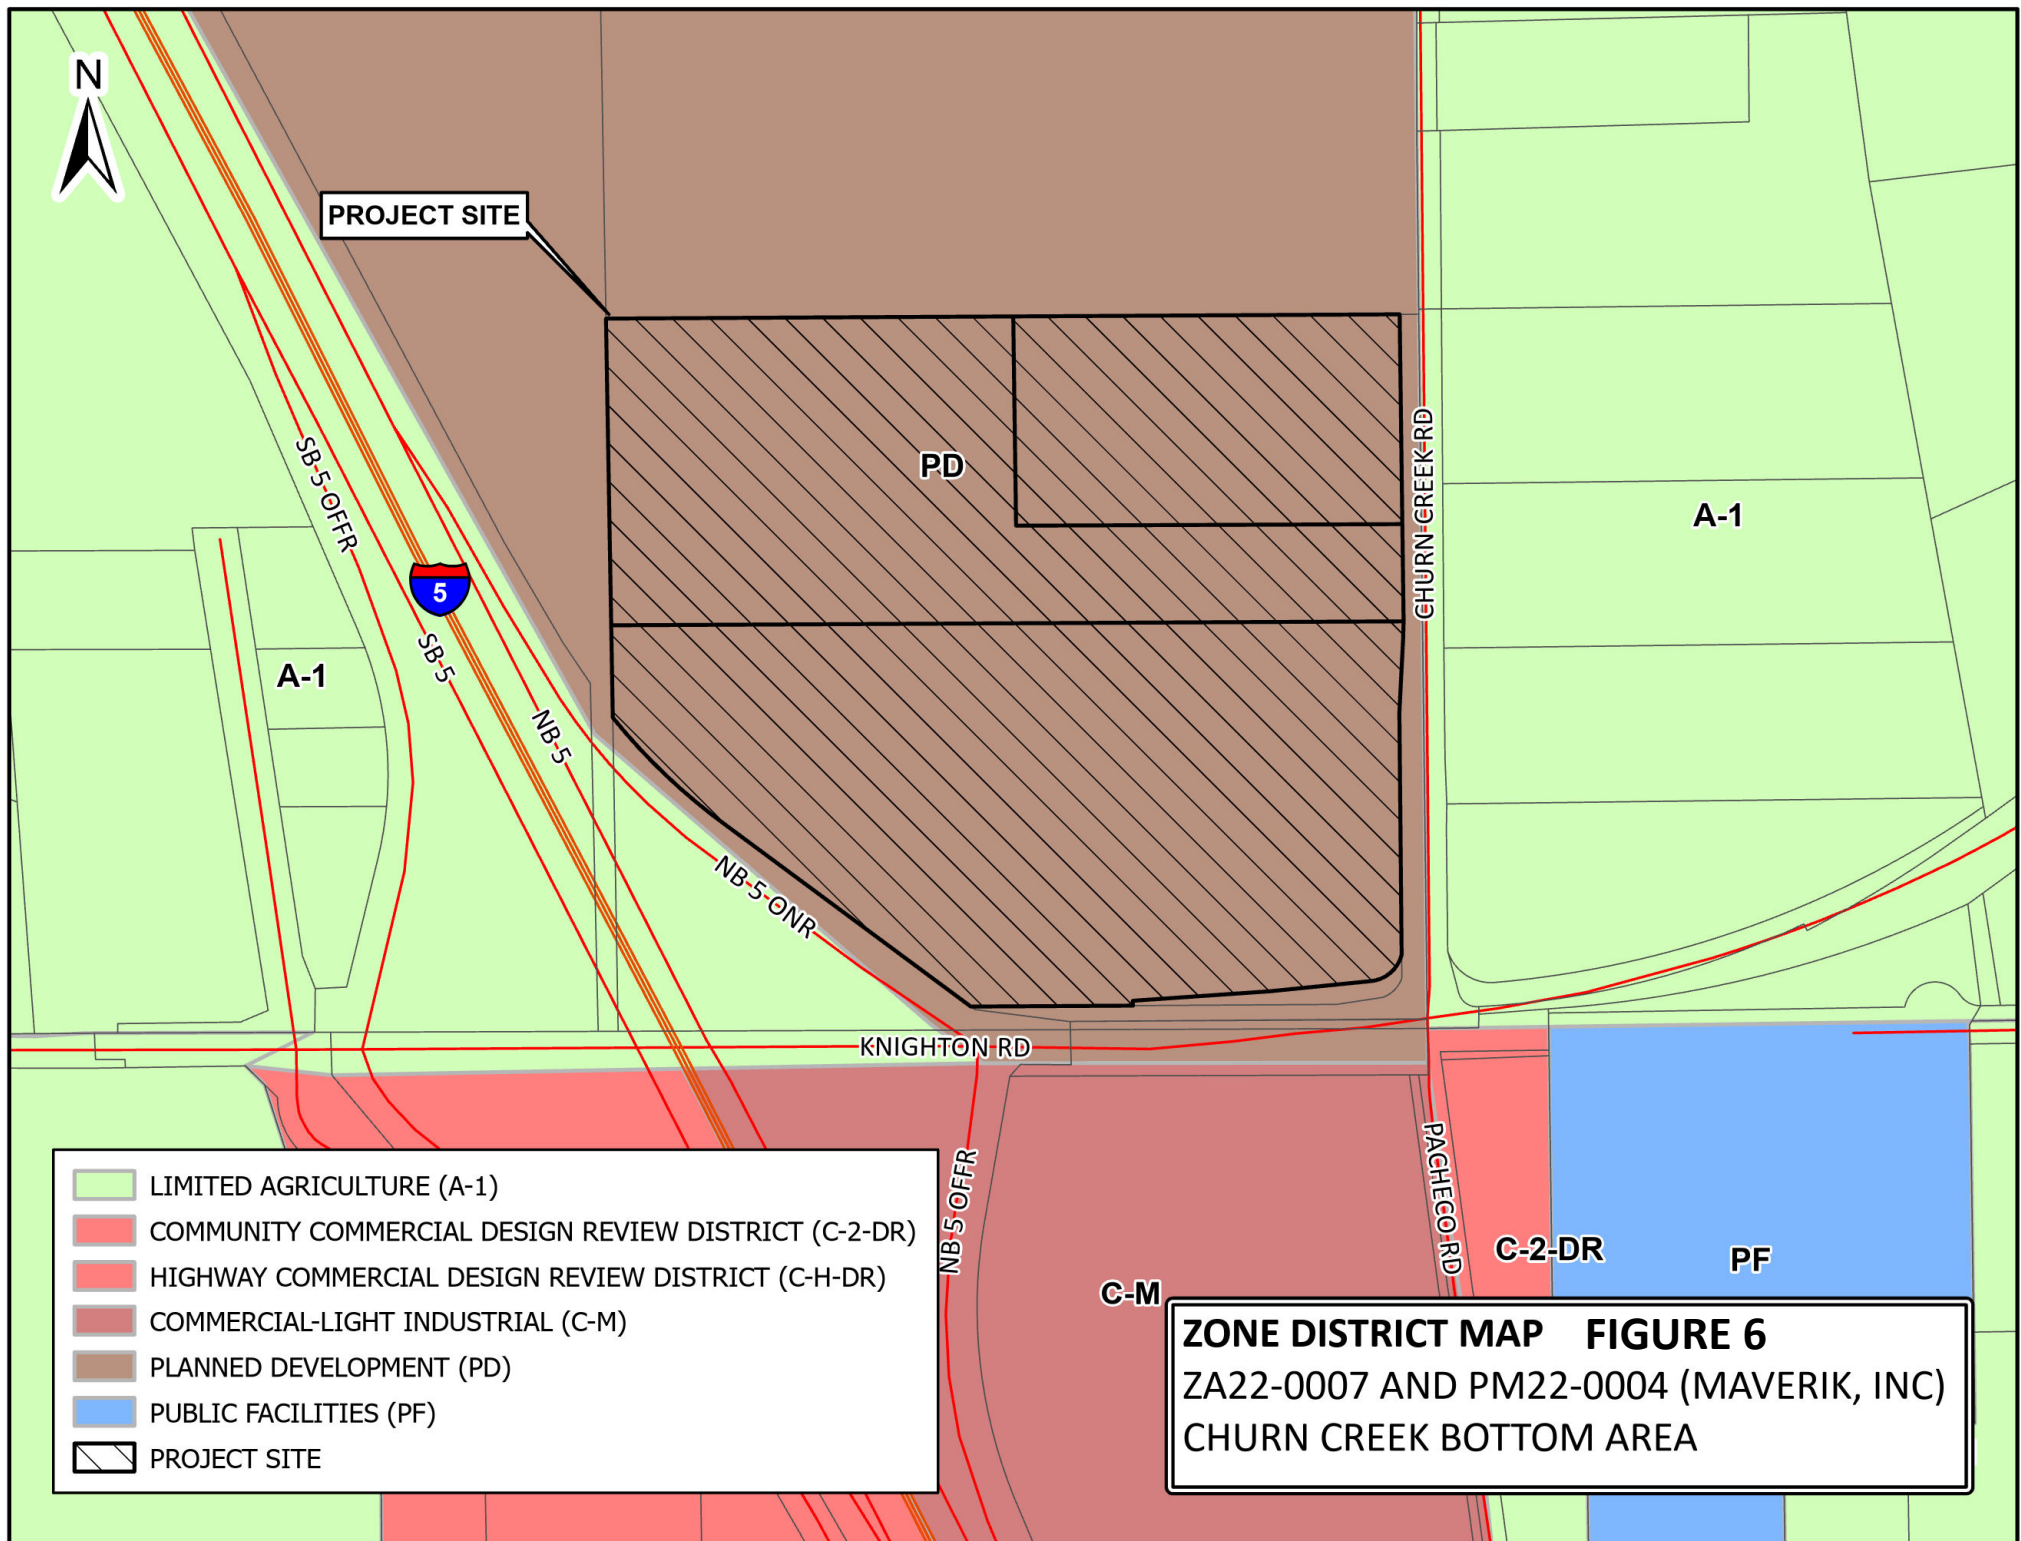 N
PROJECT SITE
PD
CHURN CREEK RD
A-1
SB 5 OFFR
5
SB 5
A-1
NB 5
NB 5 ONR
KNIGHTON RD
NB 5 OFFR
PACHECO RD
C-2-DR
PF
C-M
LIMITED AGRICULTURE (A-1)
COMMUNITY COMMERCIAL DESIGN REVIEW DISTRICT (C-2-DR)
HIGHWAY COMMERCIAL DESIGN REVIEW DISTRICT (C-H-DR)
COMMERCIAL-LIGHT INDUSTRIAL (C-M)
PLANNED DEVELOPMENT (PD)
PUBLIC FACILITIES (PF)
PROJECT SITE
ZONE DISTRICT MAP FIGURE 6
ZA22-0007 AND PM22-0004 (MAVERIK, INC)
CHURN CREEK BOTTOM AREA